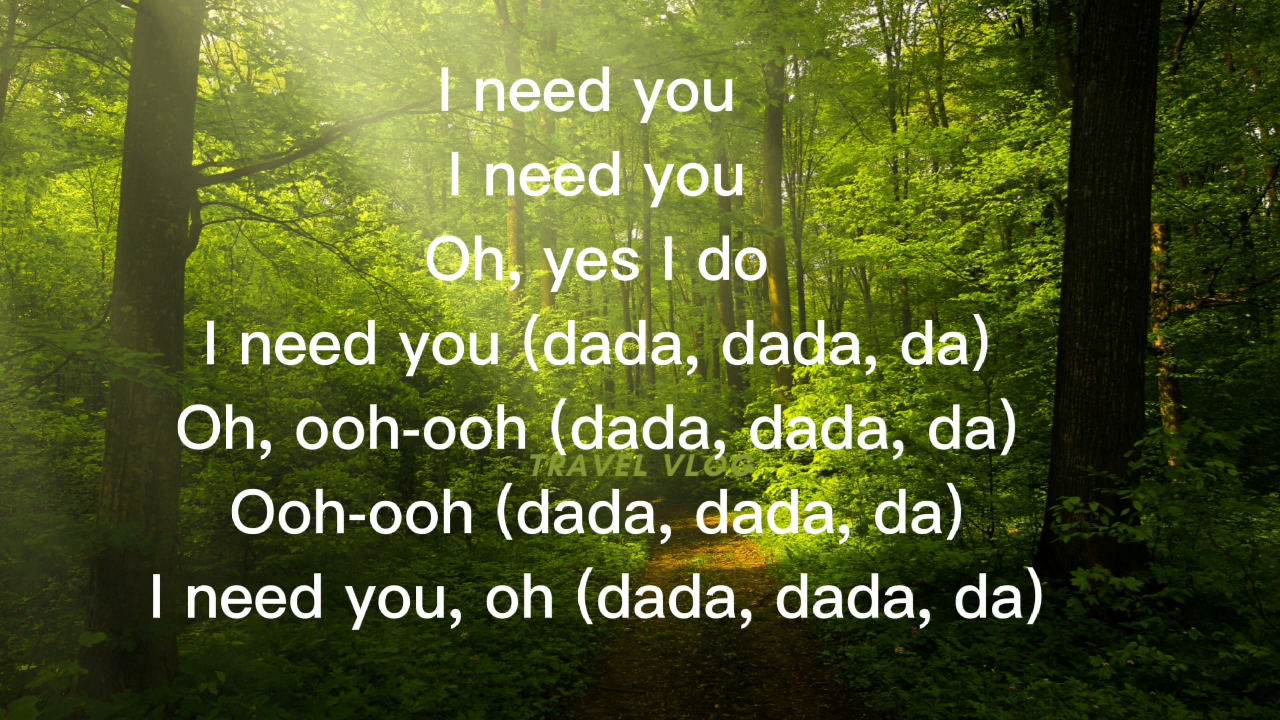 I need you
I need you
Oh, yes I do
I need you (dada, dada, da)
Oh, ooh-ooh (dada, dada, da)
TRAVEL VLOG
Ooh-ooh (dada, dada, da)
I need you, oh (dada, dada, da)